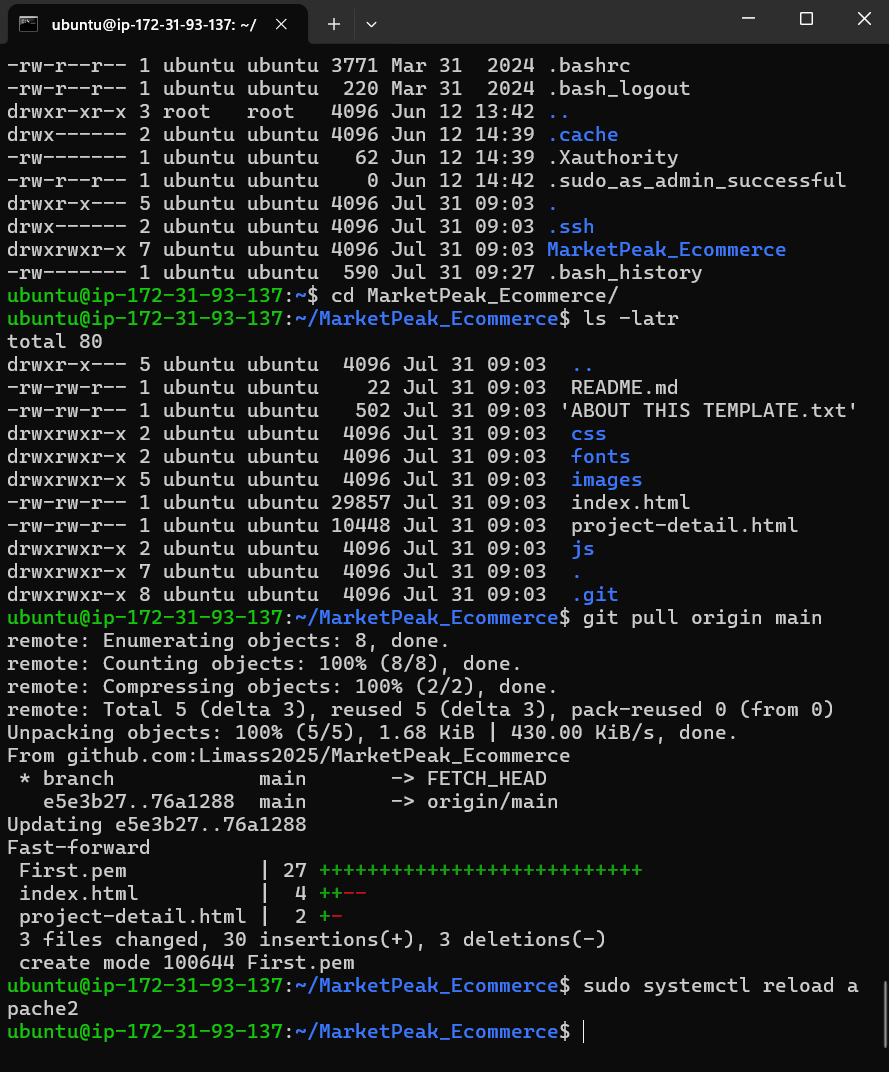 ubuntu@ip-172-31-93-137: ~/
-rw-r--r-- 1 ubuntu ubuntu 3771 Mar 31  2024 .bashrc
-rw-r--r-- 1 ubuntu ubuntu  220 Mar 31  2024 .bash_logout
drwxr-xr-x 3 root   root   4096 Jun 12 13:42 ..
drwx------ 2 ubuntu ubuntu 4096 Jun 12 14:39 .cache
-rw------- 1 ubuntu ubuntu   62 Jun 12 14:39 .Xauthority
-rw-r--r-- 1 ubuntu ubuntu    0 Jun 12 14:42 .sudo_as_admin_successful
drwxr-x--- 5 ubuntu ubuntu 4096 Jul 31 09:03 .
drwx------ 2 ubuntu ubuntu 4096 Jul 31 09:03 .ssh
drwxrwxr-x 7 ubuntu ubuntu 4096 Jul 31 09:03 MarketPeak_Ecommerce
-rw------- 1 ubuntu ubuntu  590 Jul 31 09:27 .bash_history
ubuntu@ip-172-31-93-137:~$ cd MarketPeak_Ecommerce/
ubuntu@ip-172-31-93-137:~/MarketPeak_Ecommerce$ ls -latr
total 80
drwxr-x--- 5 ubuntu ubuntu  4096 Jul 31 09:03  ..
-rw-rw-r-- 1 ubuntu ubuntu    22 Jul 31 09:03  README.md
-rw-rw-r-- 1 ubuntu ubuntu   502 Jul 31 09:03 'ABOUT THIS TEMPLATE.txt'
drwxrwxr-x 2 ubuntu ubuntu  4096 Jul 31 09:03  css
drwxrwxr-x 2 ubuntu ubuntu  4096 Jul 31 09:03  fonts
drwxrwxr-x 5 ubuntu ubuntu  4096 Jul 31 09:03  images
-rw-rw-r-- 1 ubuntu ubuntu 29857 Jul 31 09:03  index.html
-rw-rw-r-- 1 ubuntu ubuntu 10448 Jul 31 09:03  project-detail.html
drwxrwxr-x 2 ubuntu ubuntu  4096 Jul 31 09:03  js
drwxrwxr-x 7 ubuntu ubuntu  4096 Jul 31 09:03  .
drwxrwxr-x 8 ubuntu ubuntu  4096 Jul 31 09:03  .git
ubuntu@ip-172-31-93-137:~/MarketPeak_Ecommerce$ git pull origin main
remote: Enumerating objects: 8, done.
remote: Counting objects: 100% (8/8), done.
remote: Compressing objects: 100% (2/2), done.
remote: Total 5 (delta 3), reused 5 (delta 3), pack-reused 0 (from 0)
Unpacking objects: 100% (5/5), 1.68 KiB | 430.00 KiB/s, done.
From github.com:Limass2025/MarketPeak_Ecommerce
 * branch            main       -> FETCH_HEAD
   e5e3b27..76a1288  main       -> origin/main
Updating e5e3b27..76a1288
Fast-forward
 First.pem           | 27 +++++++++++++++++++++++++++
 index.html          |  4 ++--
 project-detail.html |  2 +-
 3 files changed, 30 insertions(+), 3 deletions(-)
 create mode 100644 First.pem
ubuntu@ip-172-31-93-137:~/MarketPeak_Ecommerce$ sudo systemctl reload a
pache2
ubuntu@ip-172-31-93-137:~/MarketPeak_Ecommerce$